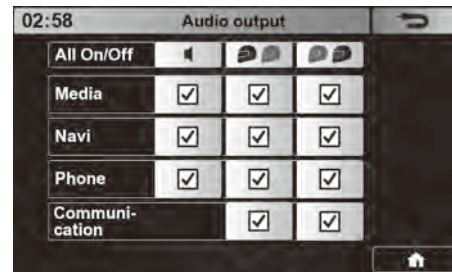 02:58 Audio output
All On/Off
Media
Navi
Phone
Communi-
cation